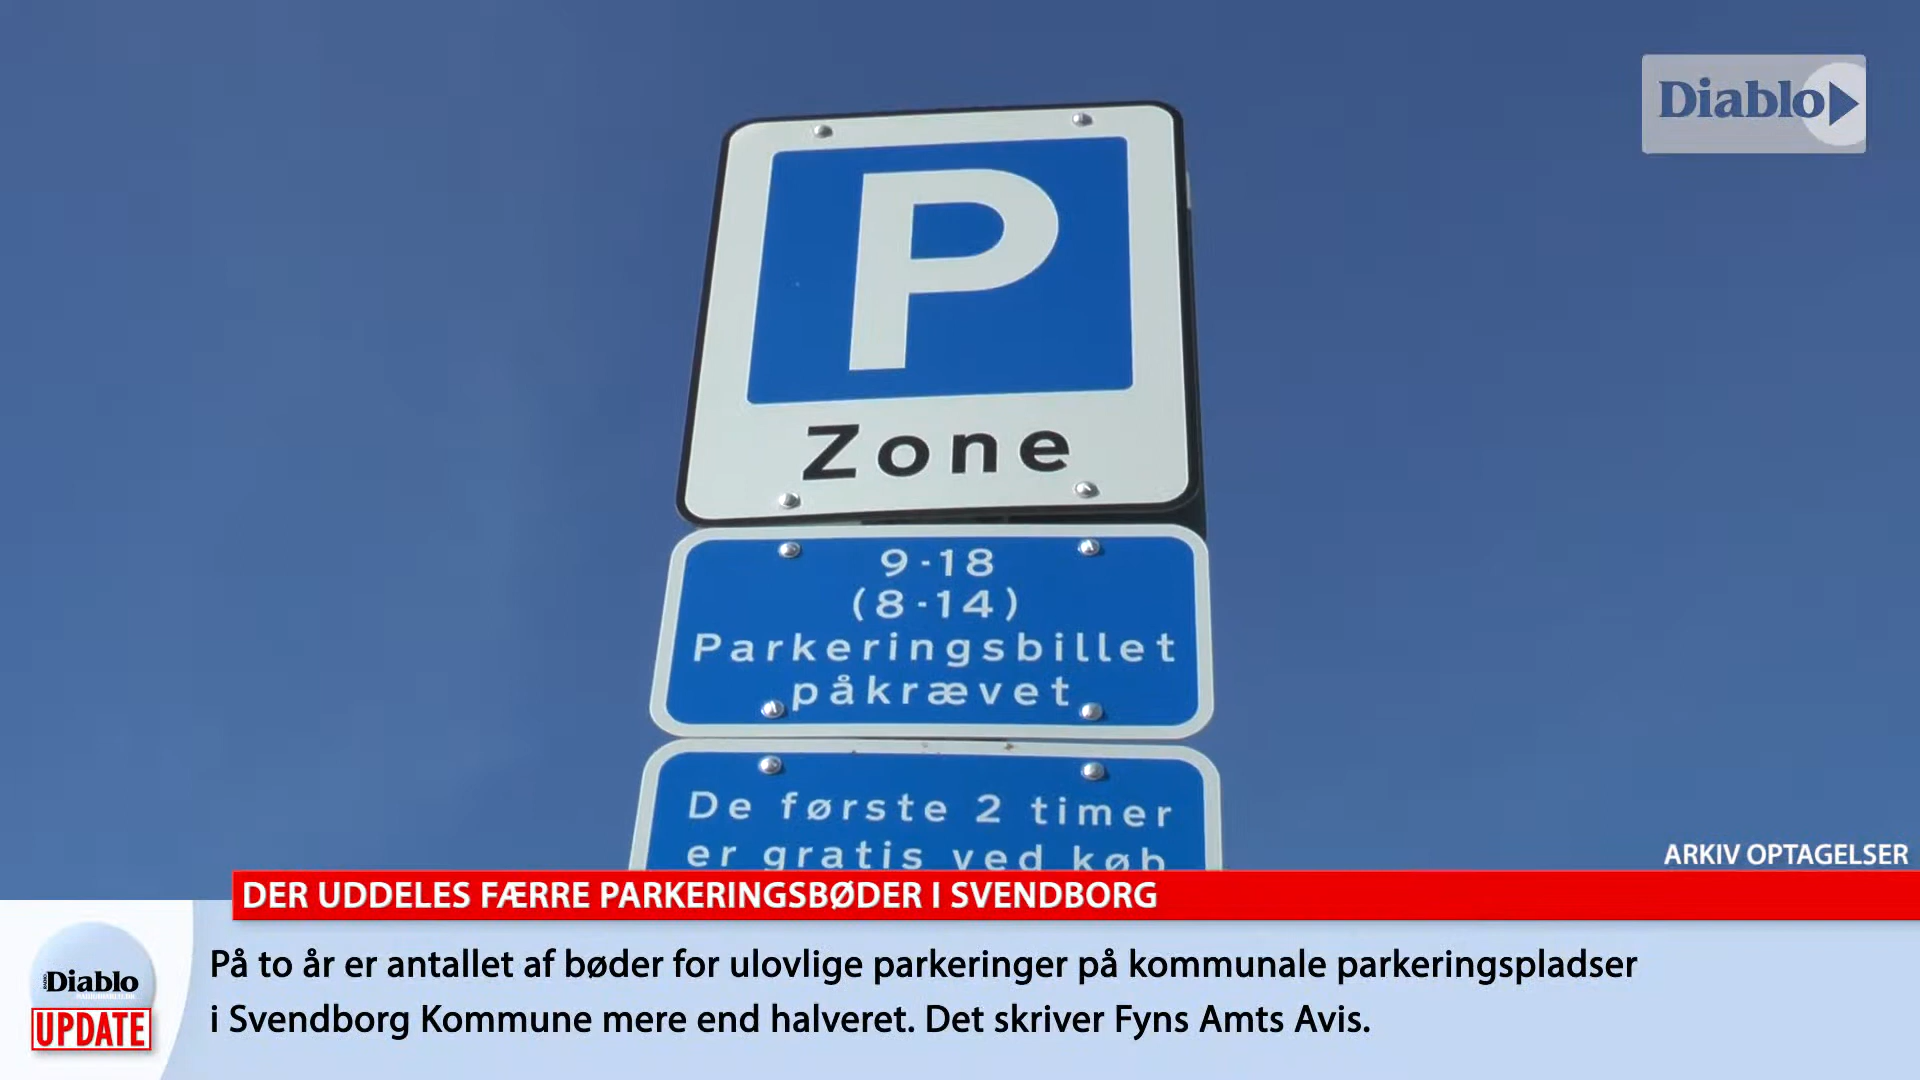 Diablo
P
Zone
9-18
(8-14)
Parkeringsbillet
påkrævet
De første 2 timer
er gratis ved køb
ARKIV OPTAGELSER
DER UDDELES FÆRRE PARKERINGSBØDER I SVENDBORG
På to år er antallet af bøder for ulovlige parkeringer på kommunale parkeringspladser
i Svendborg Kommune mere end halveret. Det skriver Fyns Amts Avis.
Diablo
UPDATE